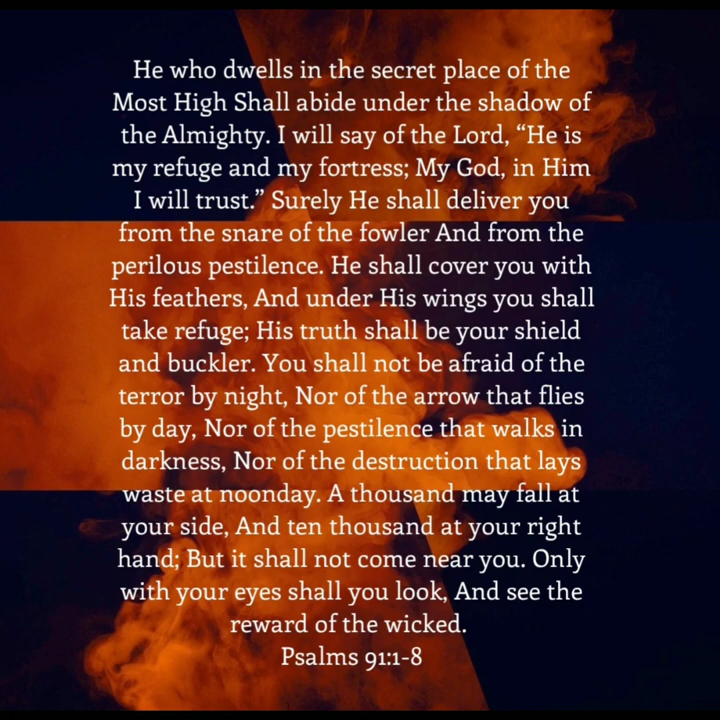 He who dwells in the secret place of the
Most High Shall abide under the shadow of
the Almighty. I will say of the Lord, “He is
my refuge and my fortress; My God, in Him
I will trust.” Surely He shall deliver you
from the snare of the fowler And from the
perilous pestilence. He shall cover you with
His feathers, And under His wings you shall
take refuge; His truth shall be your shield
and buckler. You shall not be afraid of the
terror by night, Nor of the arrow that flies
by day, Nor of the pestilence that walks in
darkness, Nor of the destruction that lays
waste at noonday. A thousand may fall at
your side, And ten thousand at your right
hand; But it shall not come near you. Only
with your eyes shall you look, And see the
reward of the wicked.
Psalms 91:1-8